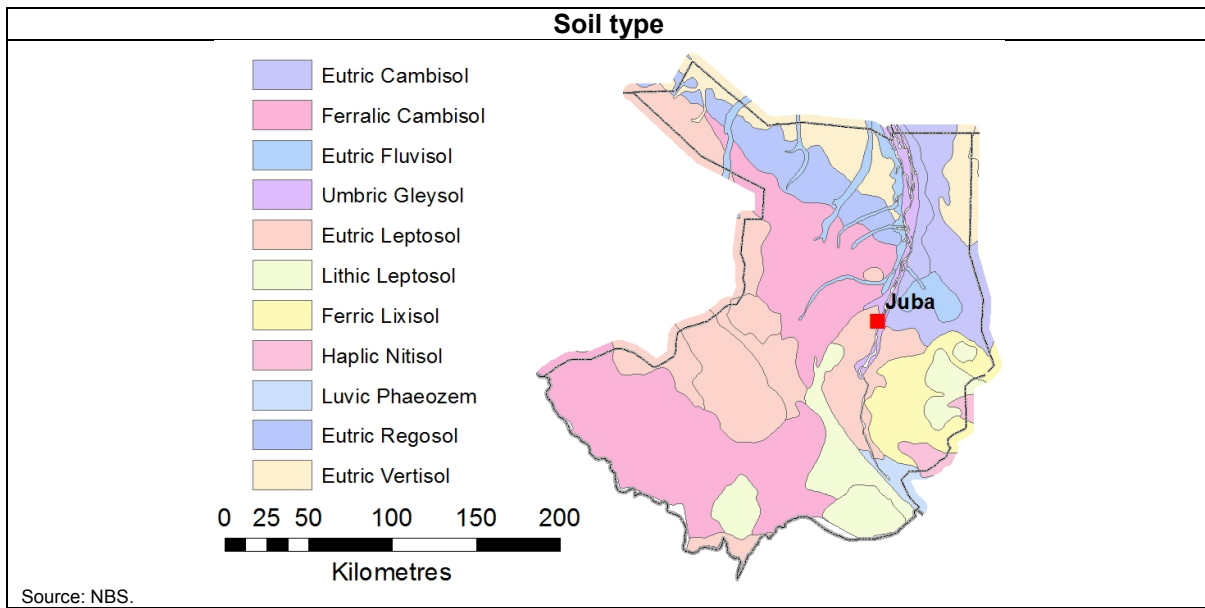 Soil type
Eutric Cambisol
Ferralic Cambisol
Eutric Fluvisol
Umbric Gleysol
Eutric Leptosol
Lithic Leptosol
Ferric Lixisol
Haplic Nitisol
Luvic Phaeozem
Eutric Regosol
Eutric Vertisol
0 25 50 100 150 200
Kilometres
Juba
Source: NBS.